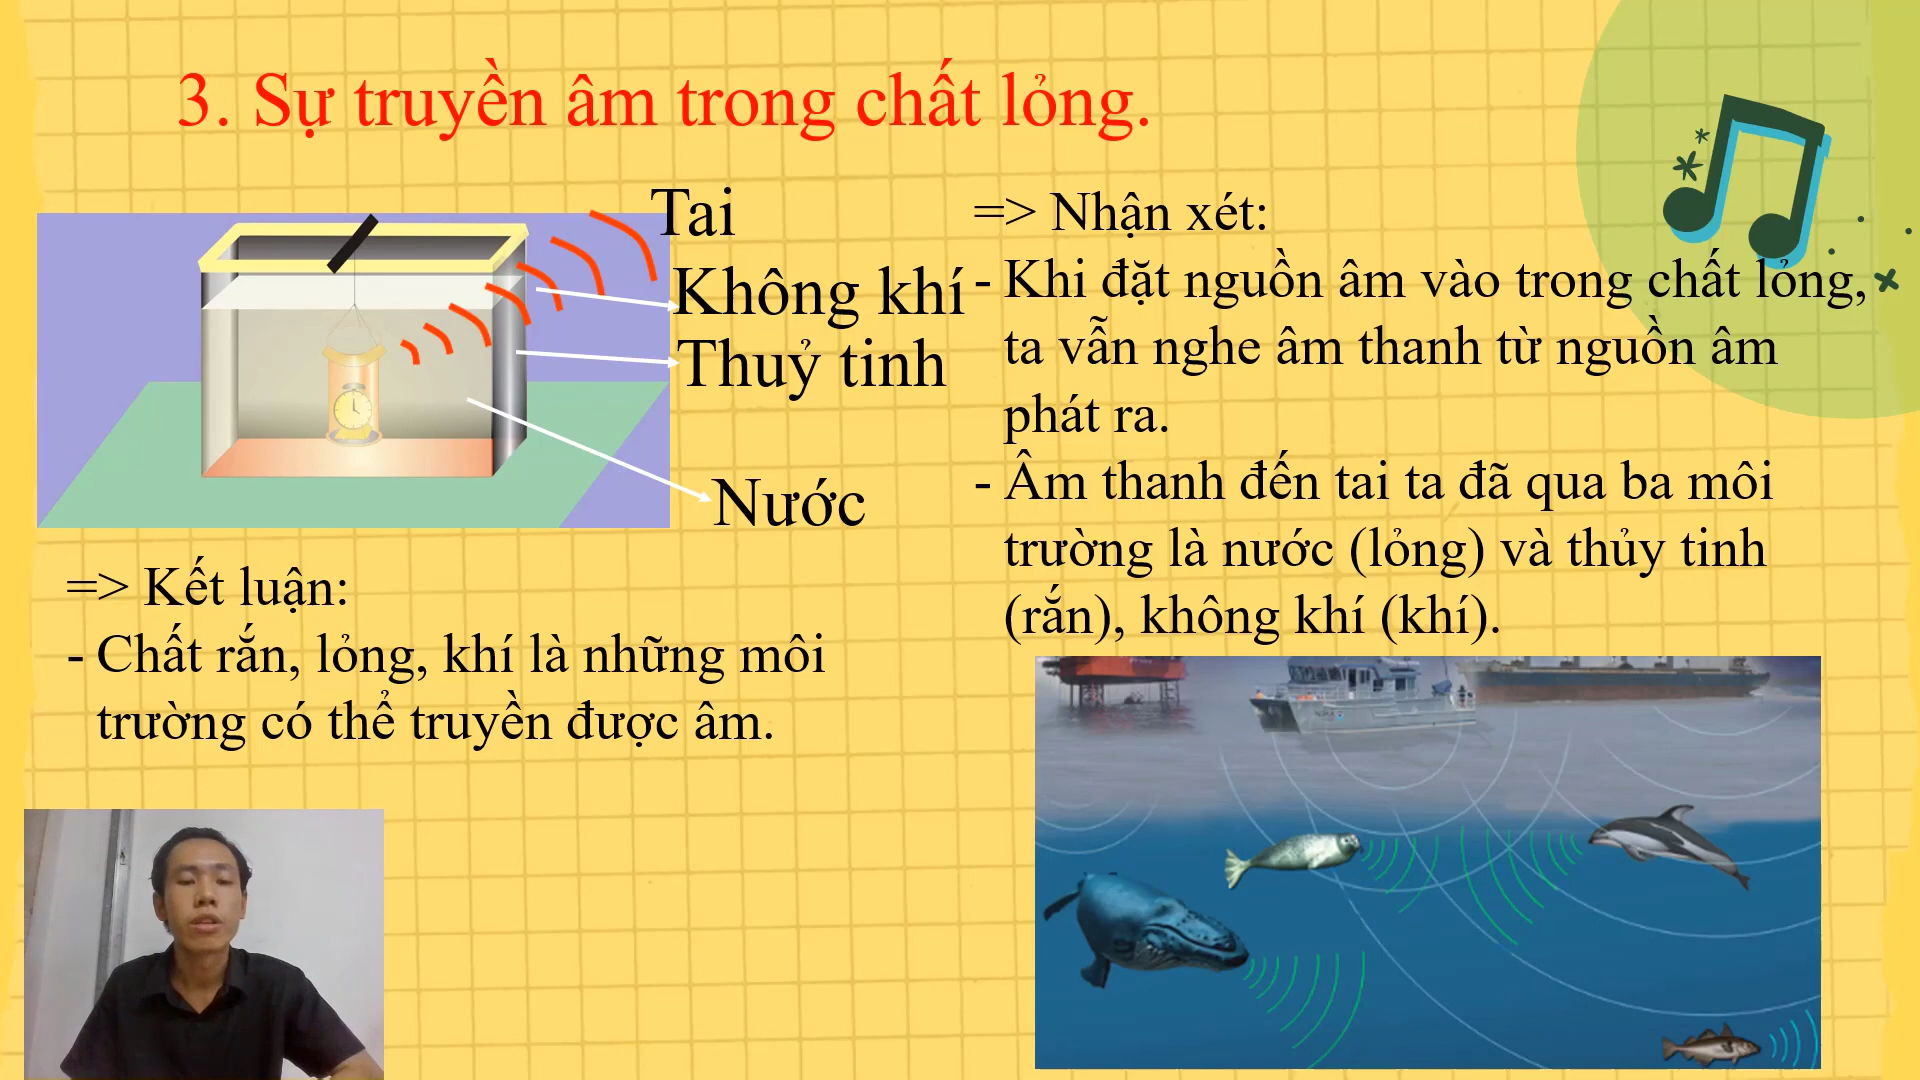 3. Sự truyền âm trong chất lỏng.
Tai
Không khí
Thuỷ tinh
Nước
=> Kết luận:
- Chất rắn, lỏng, khí là những môi
trường có thể truyền được âm.
=> Nhận xét:
- Khi đặt nguồn âm vào trong chất lỏng,
ta vẫn nghe âm thanh từ nguồn âm
phát ra.
- Âm thanh đến tai ta đã qua ba môi
trường là nước (lỏng) và thủy tinh
(rắn), không khí (khí).